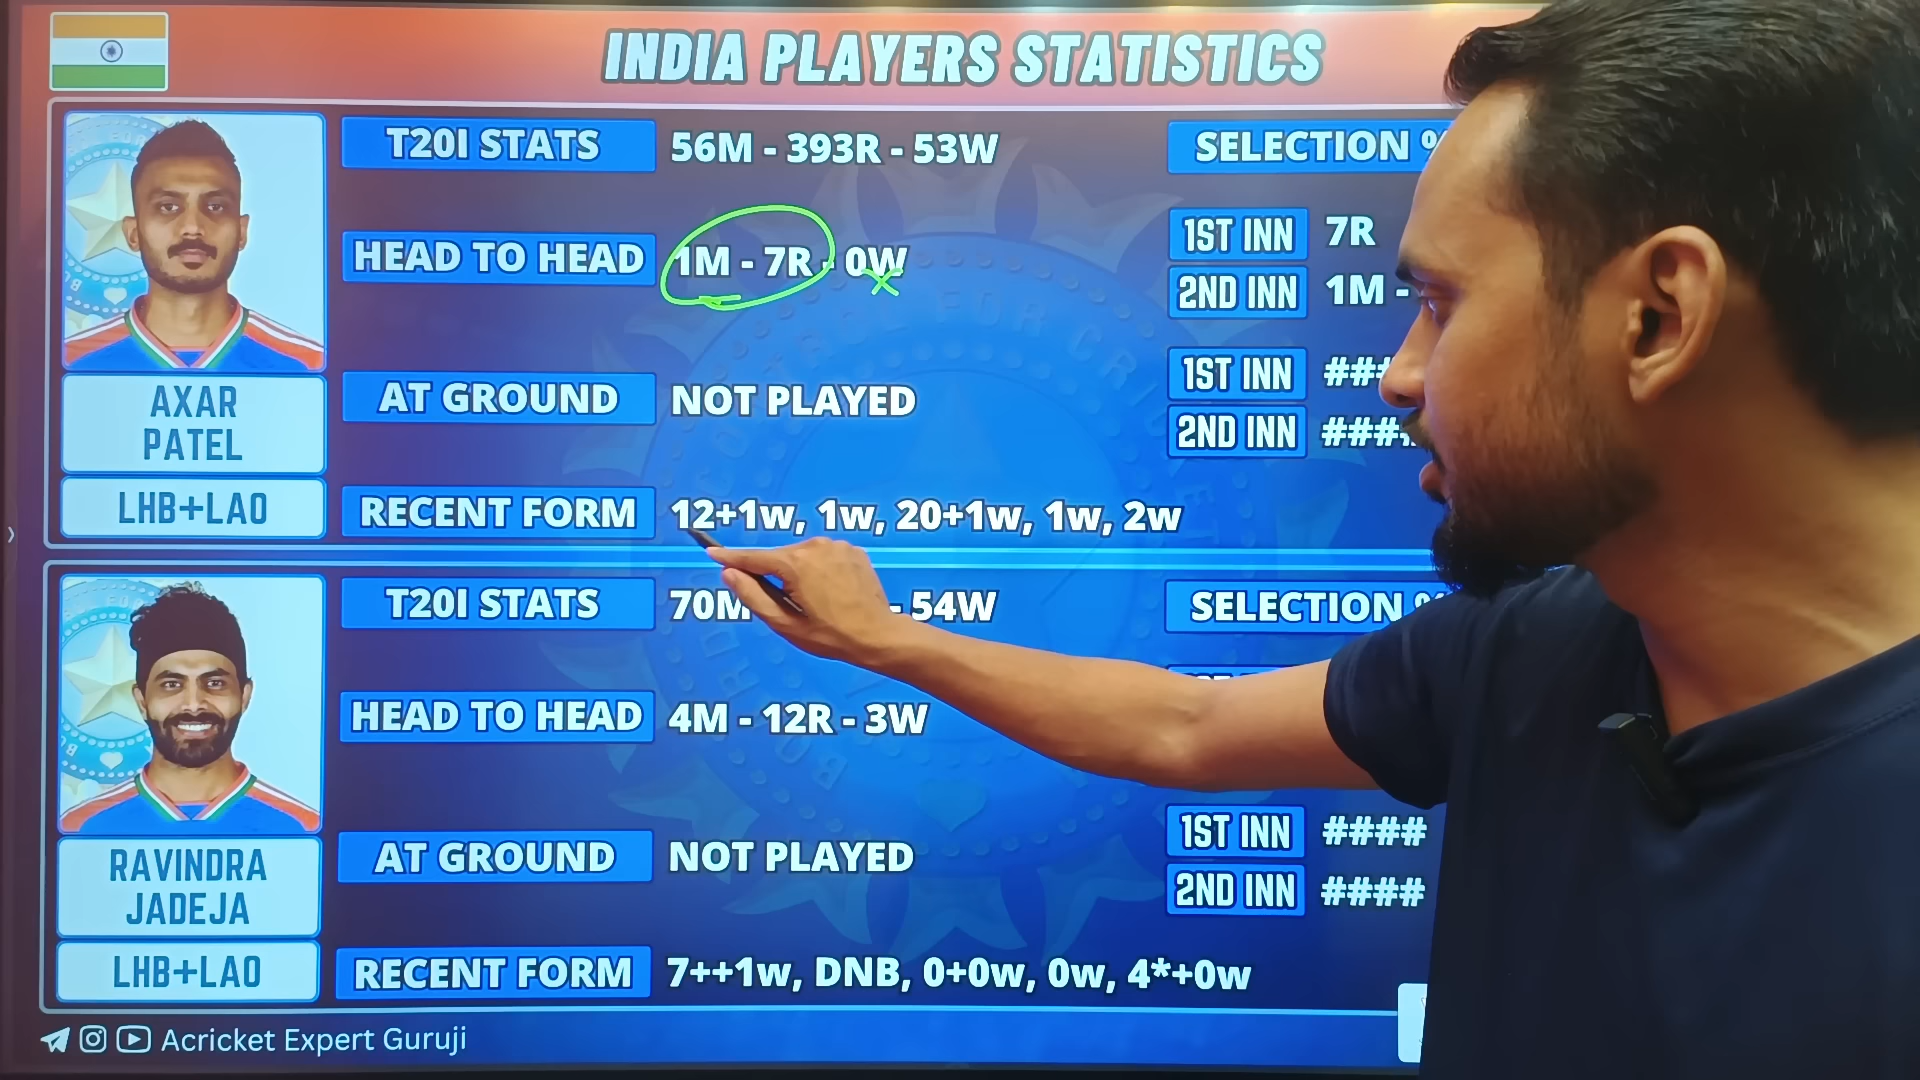 INDIA PLAYERS STATISTICS
T20I STATS 56M - 393R - 53W SELECTION %
HEAD TO HEAD 1M - 7R - 0W
1ST INN 7R
2ND INN 1M -
AT GROUND NOT PLAYED
1ST INN ###
2ND INN ####
AXAR
PATEL
LHB+LAO
RECENT FORM 12+1w, 1w, 20+1w, 1w, 2w
T20I STATS 70M - 54W SELECTION %
HEAD TO HEAD 4M - 12R - 3W
AT GROUND NOT PLAYED
1ST INN ####
2ND INN ####
RAVINDRA
JADEJA
LHB+LAO
RECENT FORM 7++1w, DNB, 0+0w, 0w, 4*+0w
Acricket Expert Guruji